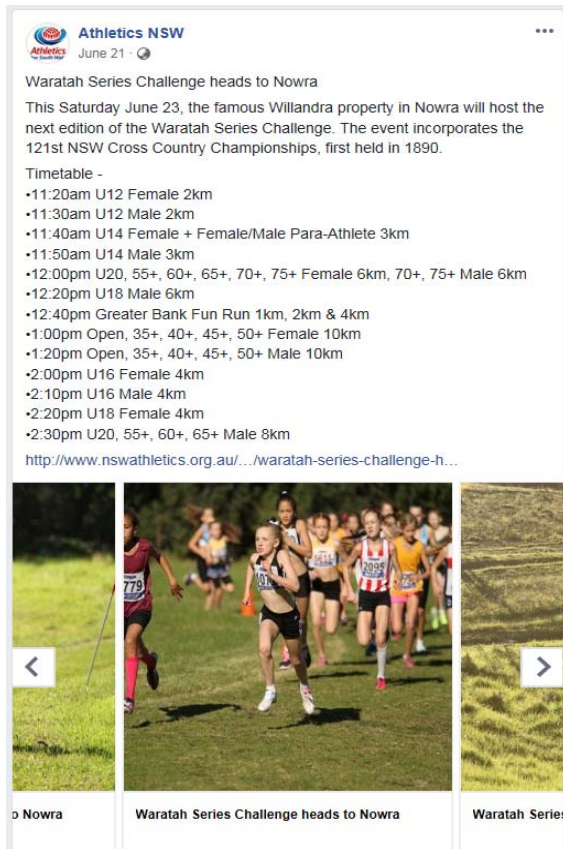 Athletics NSW
June 21
Athletics
Waratah Series Challenge heads to Nowra
This Saturday June 23, the famous Willandra property in Nowra will host the
next edition of the Waratah Series Challenge. The event incorporates the
121st NSW Cross Country Championships, first held in 1890.
Timetable -
•11:20am U12 Female 2km
•11:30am U12 Male 2km
•11:40am U14 Female + Female/Male Para-Athlete 3km
•11:50am U14 Male 3km
•12:00pm U20, 55+, 60+, 65+, 70+, 75+ Female 6km, 70+, 75+ Male 6km
•12:20pm U18 Male 6km
•12:40pm Greater Bank Fun Run 1km, 2km & 4km
•1:00pm Open, 35+, 40+, 45+, 50+ Female 10km
•1:20pm Open, 35+, 40+, 45+, 50+ Male 10km
•2:00pm U16 Female 4km
•2:10pm U16 Male 4km
•2:20pm U18 Female 4km
•2:30pm U20, 55+, 60+, 65+ Male 8km
http://www.nswathletics.org.au/…/waratah-series-challenge-h…
779
2095
o Nowra
Waratah Series Challenge heads to Nowra
Waratah Series